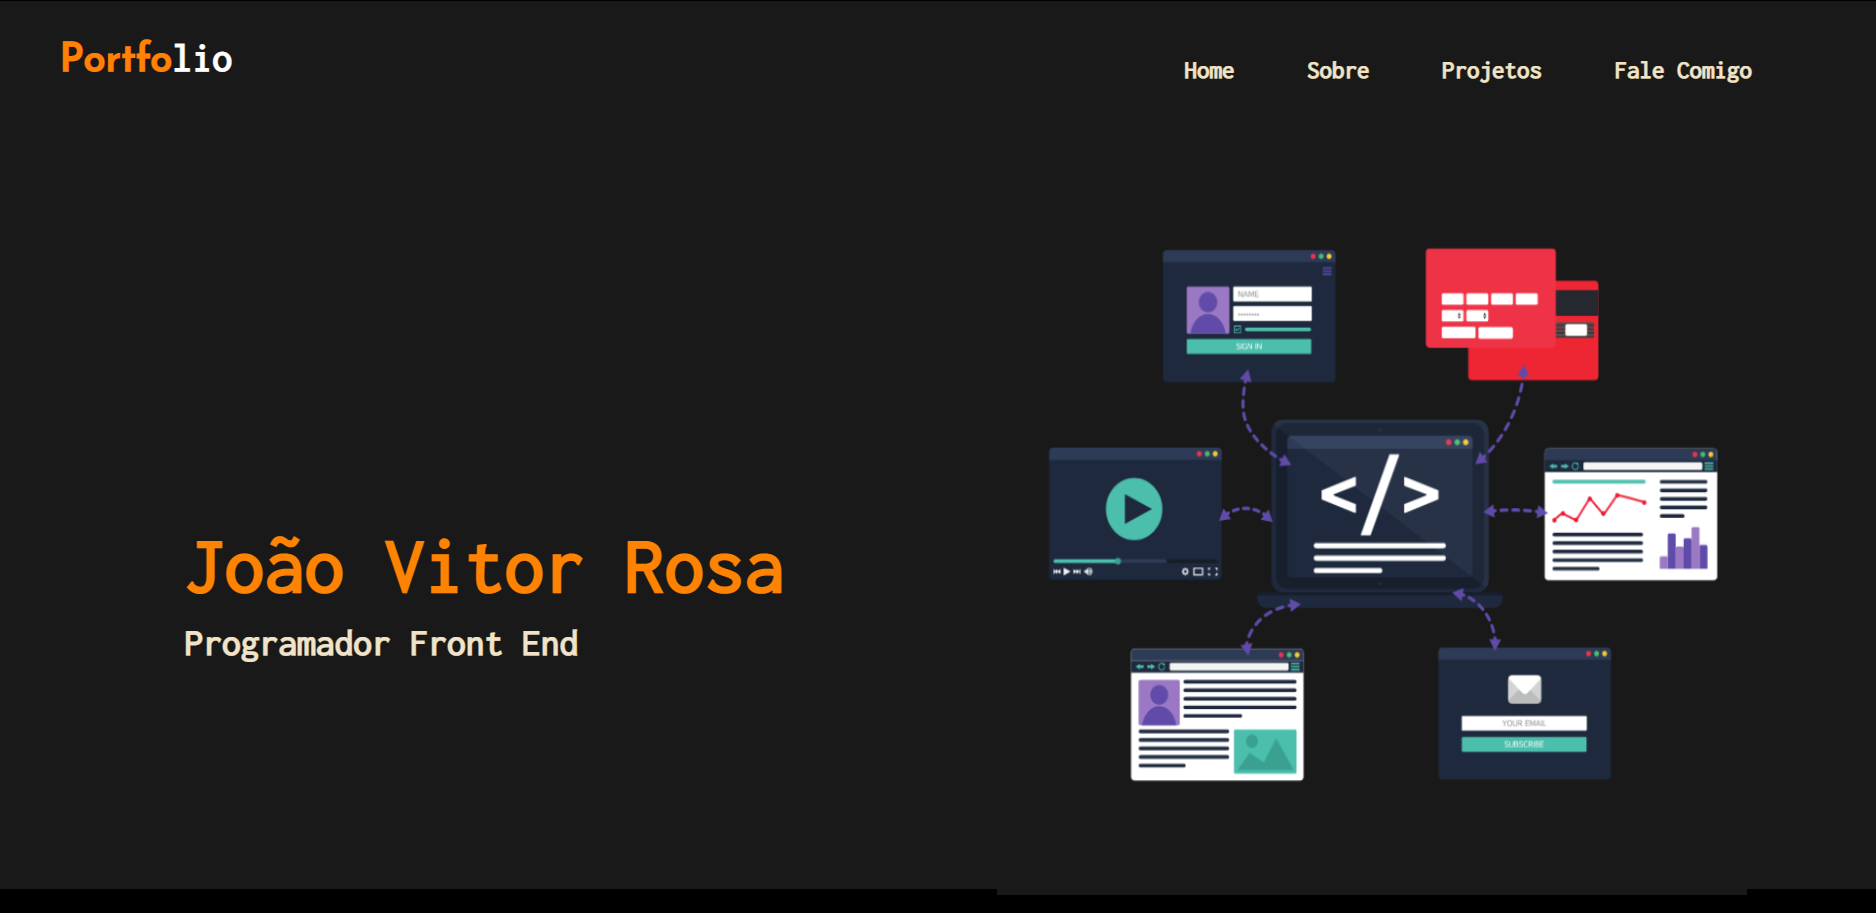 Portfolio
Home Sobre Projetos Fale Comigo
NAME
SIGN IN
</>
João Vitor Rosa
Programador Front End
YOUR EMAIL
SUBSCRIBE